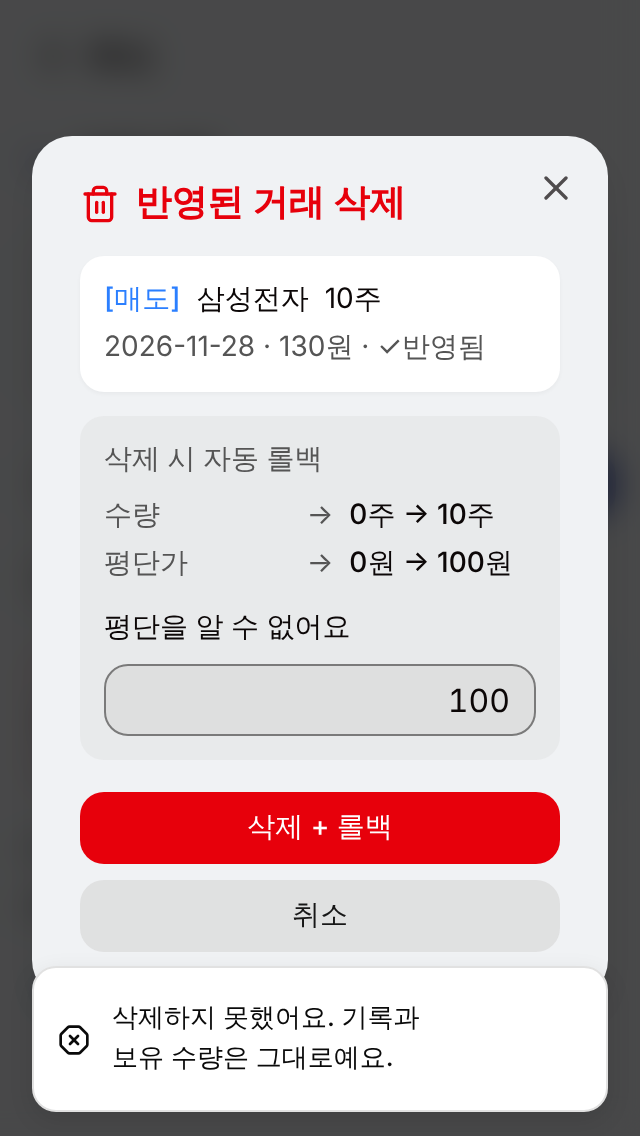 반영된 거래 삭제
[매도] 삼성전자 10주
2026-11-28 · 130원 · ✓반영됨
삭제 시 자동 롤백
수량 → 0주 → 10주
평단가 → 0원 → 100원
평단을 알 수 없어요
100
삭제 + 롤백
취소
삭제하지 못했어요. 기록과
보유 수량은 그대로예요.